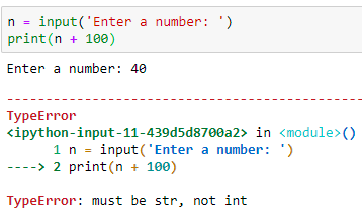 n = input('Enter a number: ')
print(n + 100)
Enter a number: 40
---------------------------------------------
TypeError
<ipython-input-11-439d5d8700a2> in <module>()
1 n = input('Enter a number: ')
----> 2 print(n + 100)
TypeError: must be str, not int